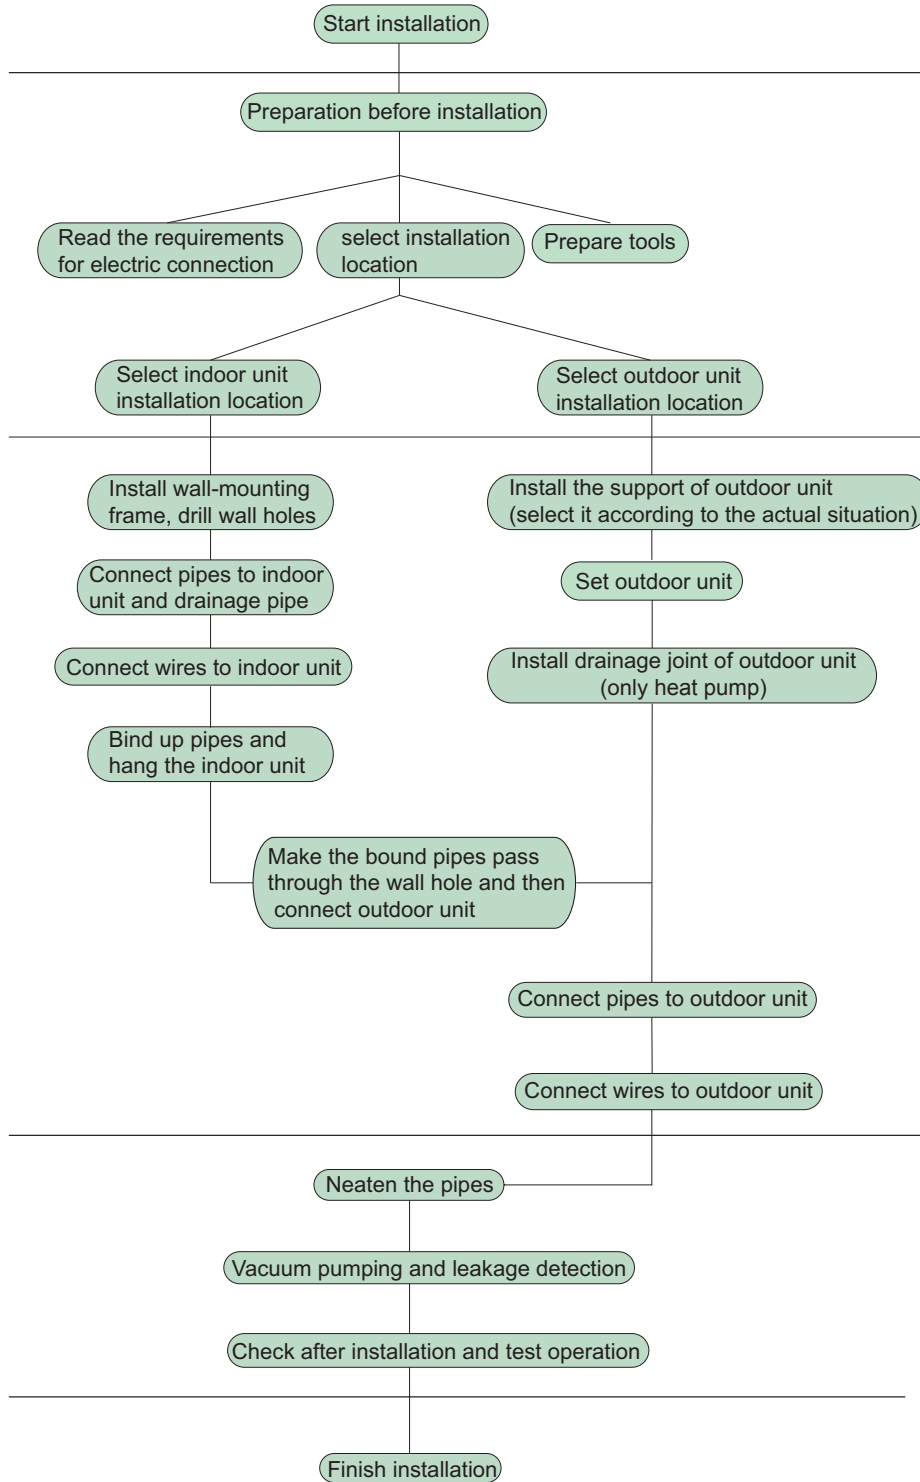 Start installation
Preparation before installation
Read the requirements
for electric connection
select installation
location
Prepare tools
Select indoor unit
installation location
Select outdoor unit
installation location
Install wall-mounting
frame, drill wall holes
Install the support of outdoor unit
(select it according to the actual situation)
Connect pipes to indoor
unit and drainage pipe
Set outdoor unit
Connect wires to indoor unit
Install drainage joint of outdoor unit
(only heat pump)
Bind up pipes and
hang the indoor unit
Make the bound pipes pass
through the wall hole and then
connect outdoor unit
Connect pipes to outdoor unit
Connect wires to outdoor unit
Neaten the pipes
Vacuum pumping and leakage detection
Check after installation and test operation
Finish installation